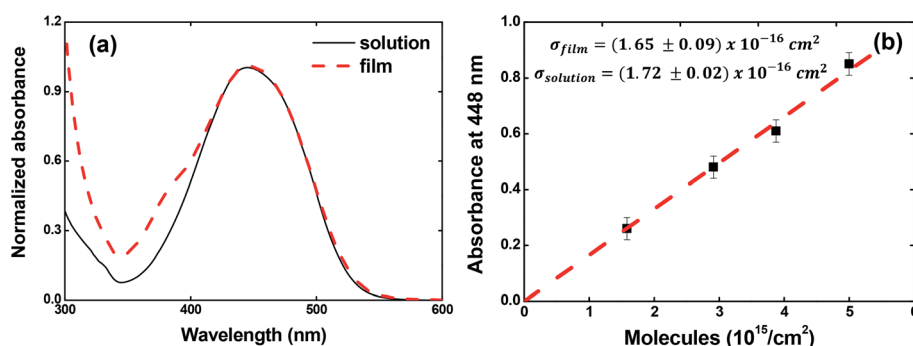 (a)
solution
film
1.2
0.9
0.6
0.3
0.0
300
400
500
600
Normalized absorbance
Wavelength (nm)
(b)
σ_film = (1.65 ± 0.09) x 10⁻¹⁶ cm²
σ_solution = (1.72 ± 0.02) x 10⁻¹⁶ cm²
1.0
0.8
0.6
0.4
0.2
0.0
0 1 2 3 4 5 6
Absorbance at 448 nm
Molecules (10¹⁵/cm²)